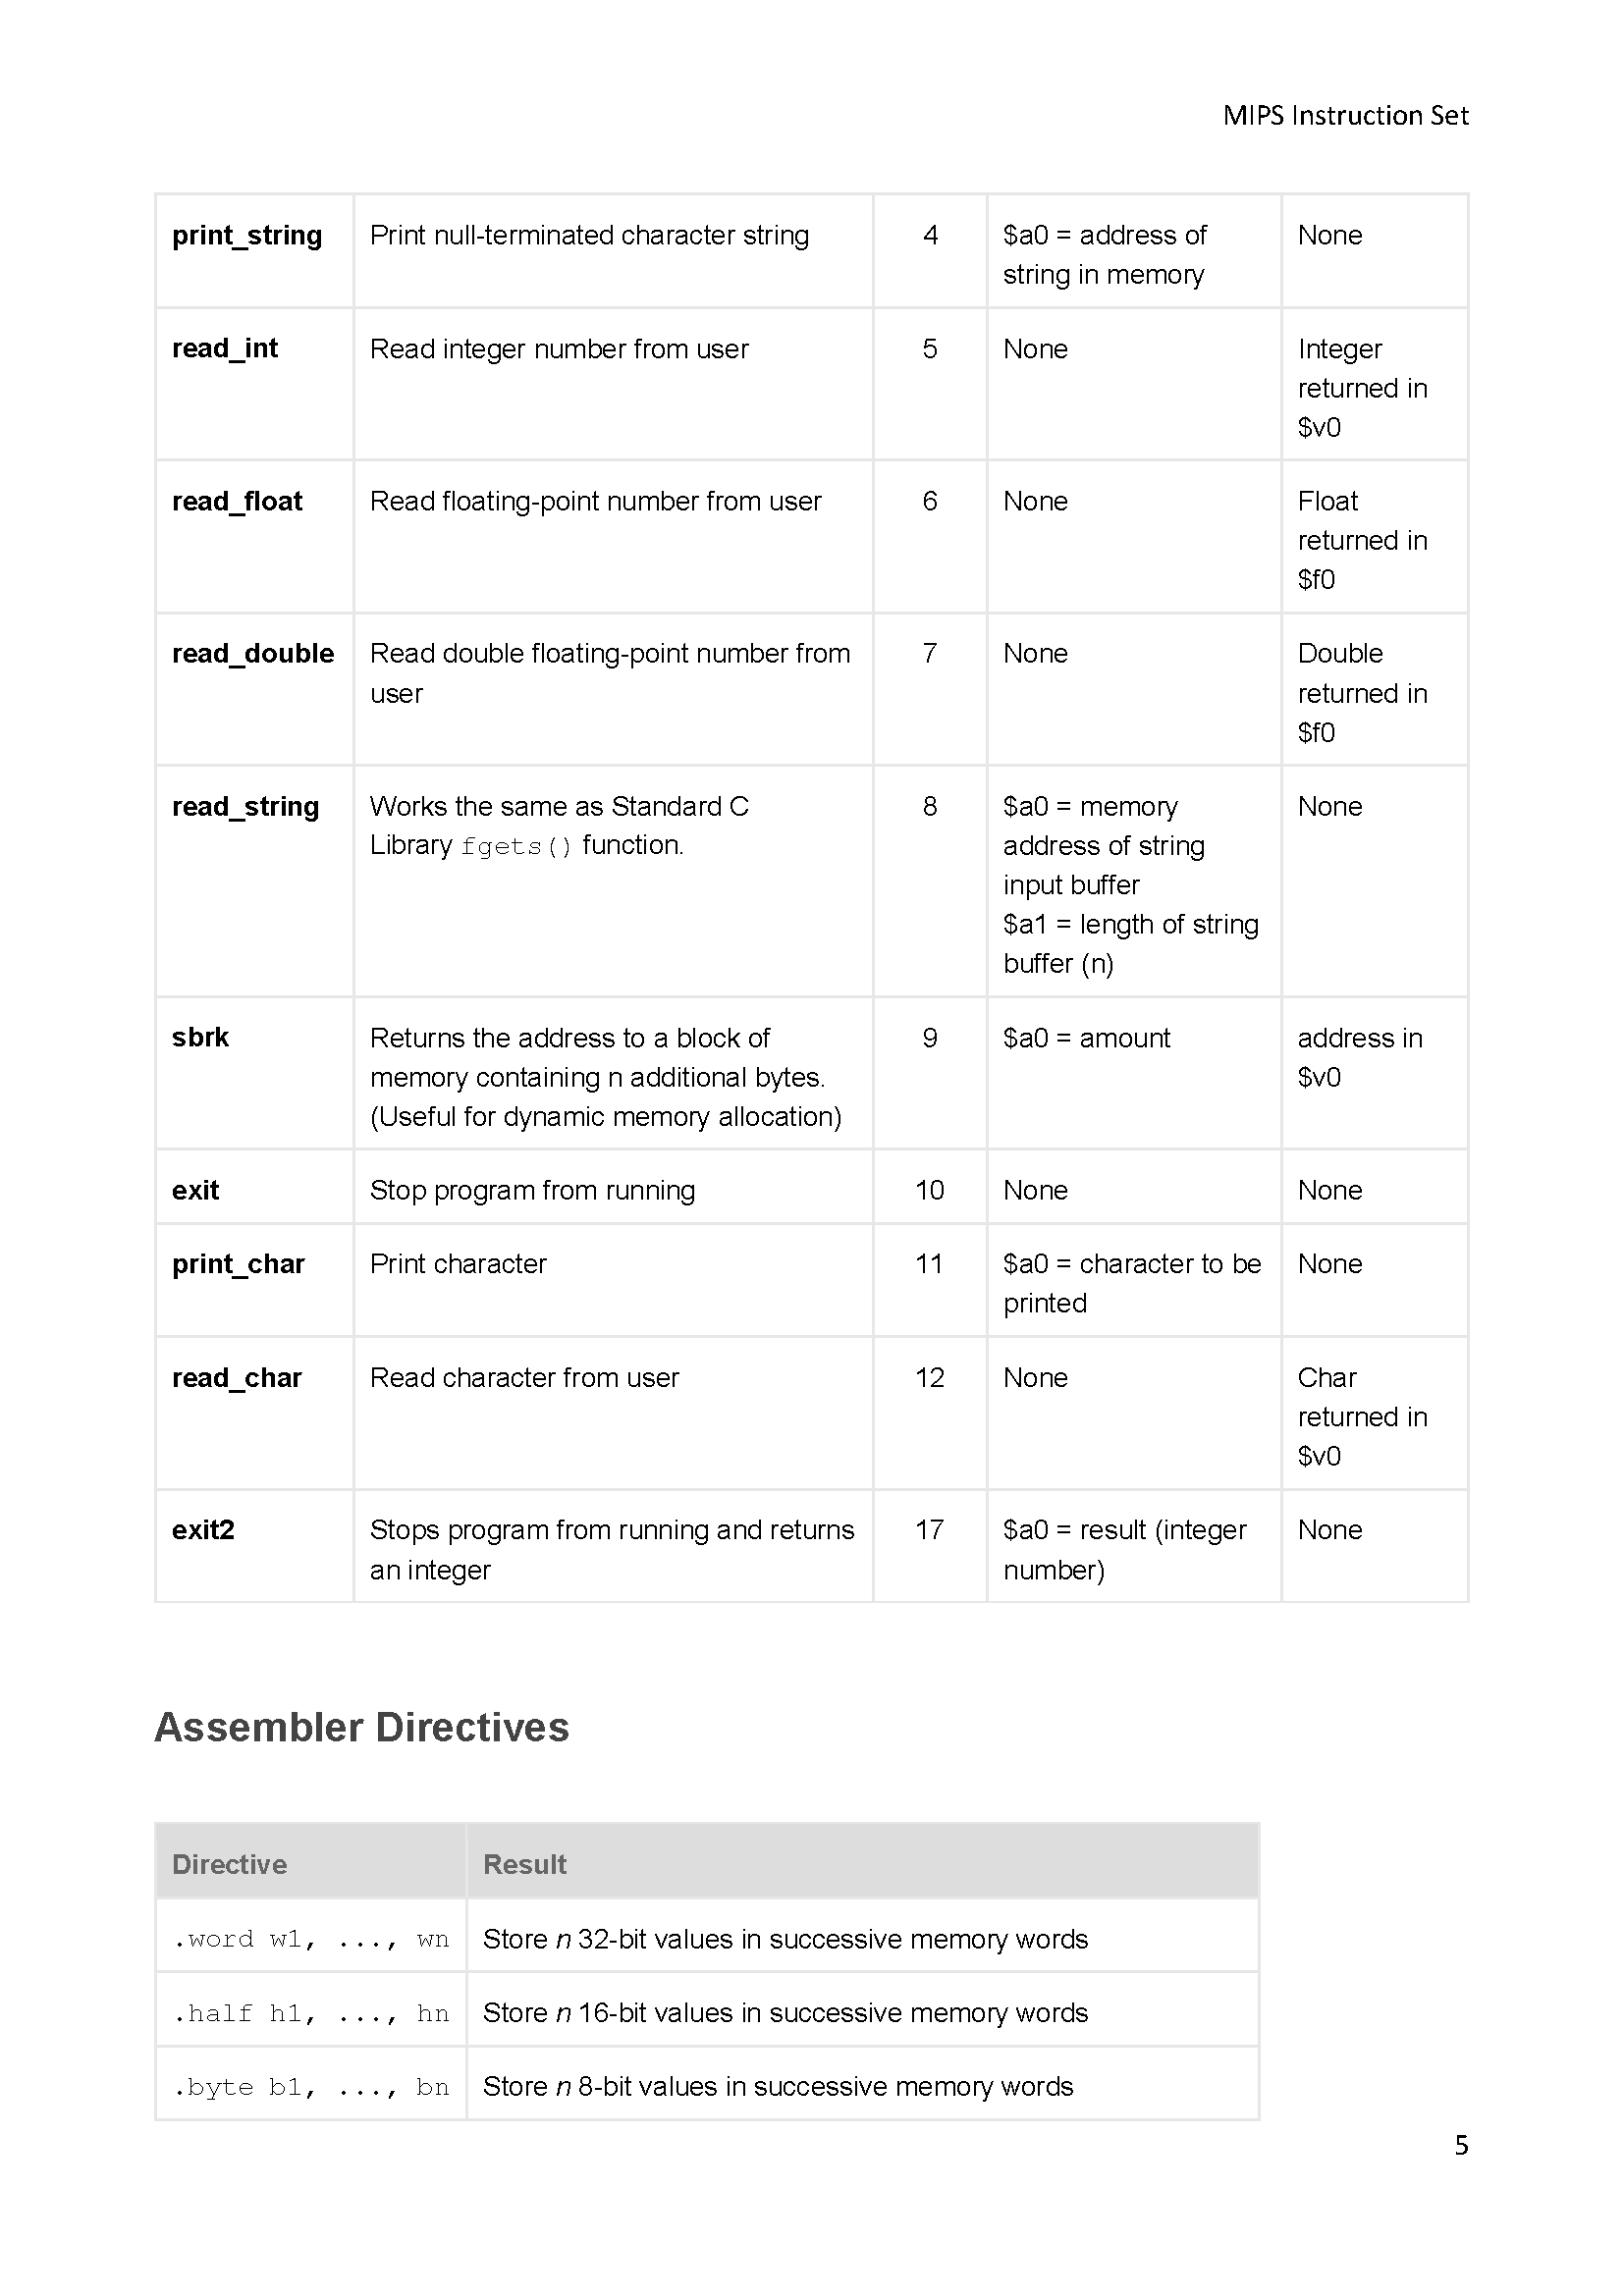 MIPS Instruction Set
print_string Print null-terminated character string 4 $a0 = address of None
string in memory
read_int Read integer number from user 5 None Integer
returned in
$v0
read_float Read floating-point number from user 6 None Float
returned in
$f0
read_double Read double floating-point number from 7 None Double
user returned in
$f0
read_string Works the same as Standard C 8 $a0 = memory None
Library fgets() function. address of string
input buffer
$a1 = length of string
buffer (n)
sbrk Returns the address to a block of 9 $a0 = amount address in
memory containing n additional bytes. $v0
(Useful for dynamic memory allocation)
exit Stop program from running 10 None None
print_char Print character 11 $a0 = character to be None
printed
read_char Read character from user 12 None Char
returned in
$v0
exit2 Stops program from running and returns 17 $a0 = result (integer None
an integer number)
Assembler Directives
Directive Result
.word w1, ..., wn Store n 32-bit values in successive memory words
.half h1, ..., hn Store n 16-bit values in successive memory words
.byte b1, ..., bn Store n 8-bit values in successive memory words
5